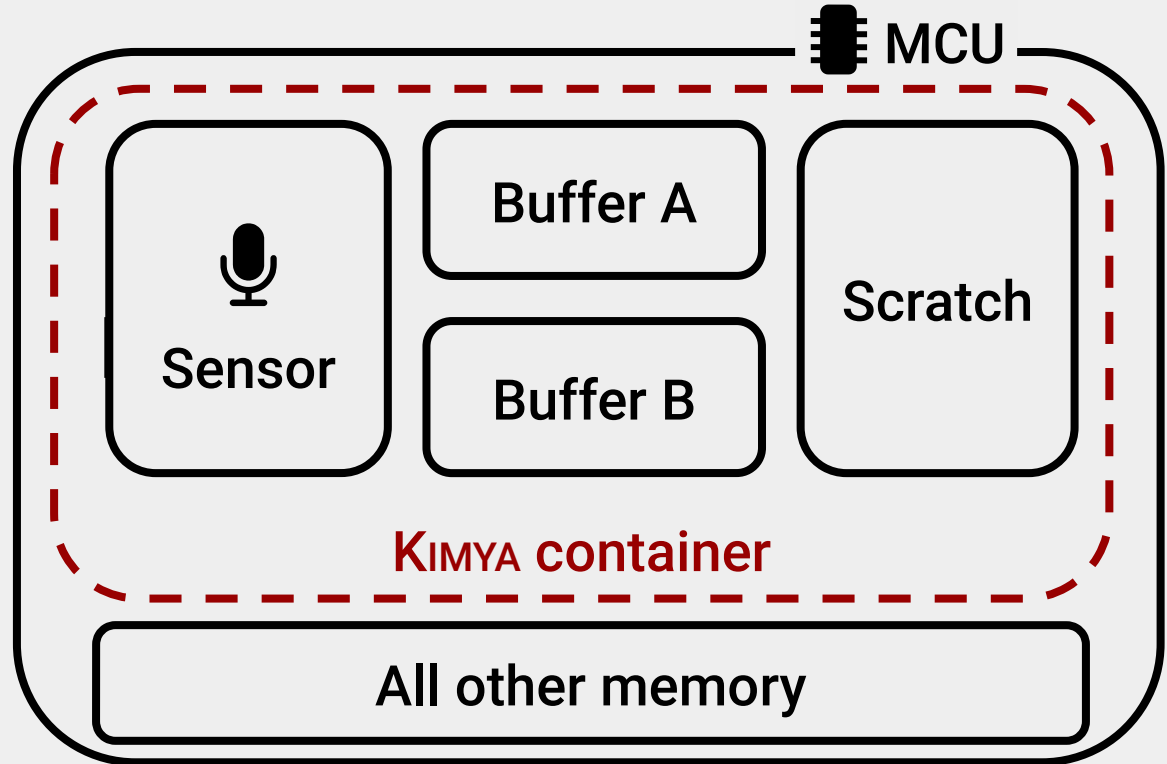 MCU
Buffer A
Scratch
Sensor
Buffer B
KIMYA container
All other memory